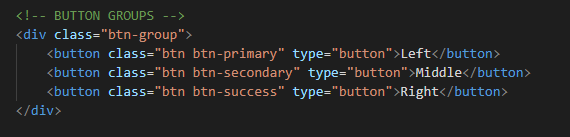 <!-- BUTTON GROUPS -->
<div class="btn-group">
    <button class="btn btn-primary" type="button">Left</button>
    <button class="btn btn-secondary" type="button">Middle</button>
    <button class="btn btn-success" type="button">Right</button>
</div>